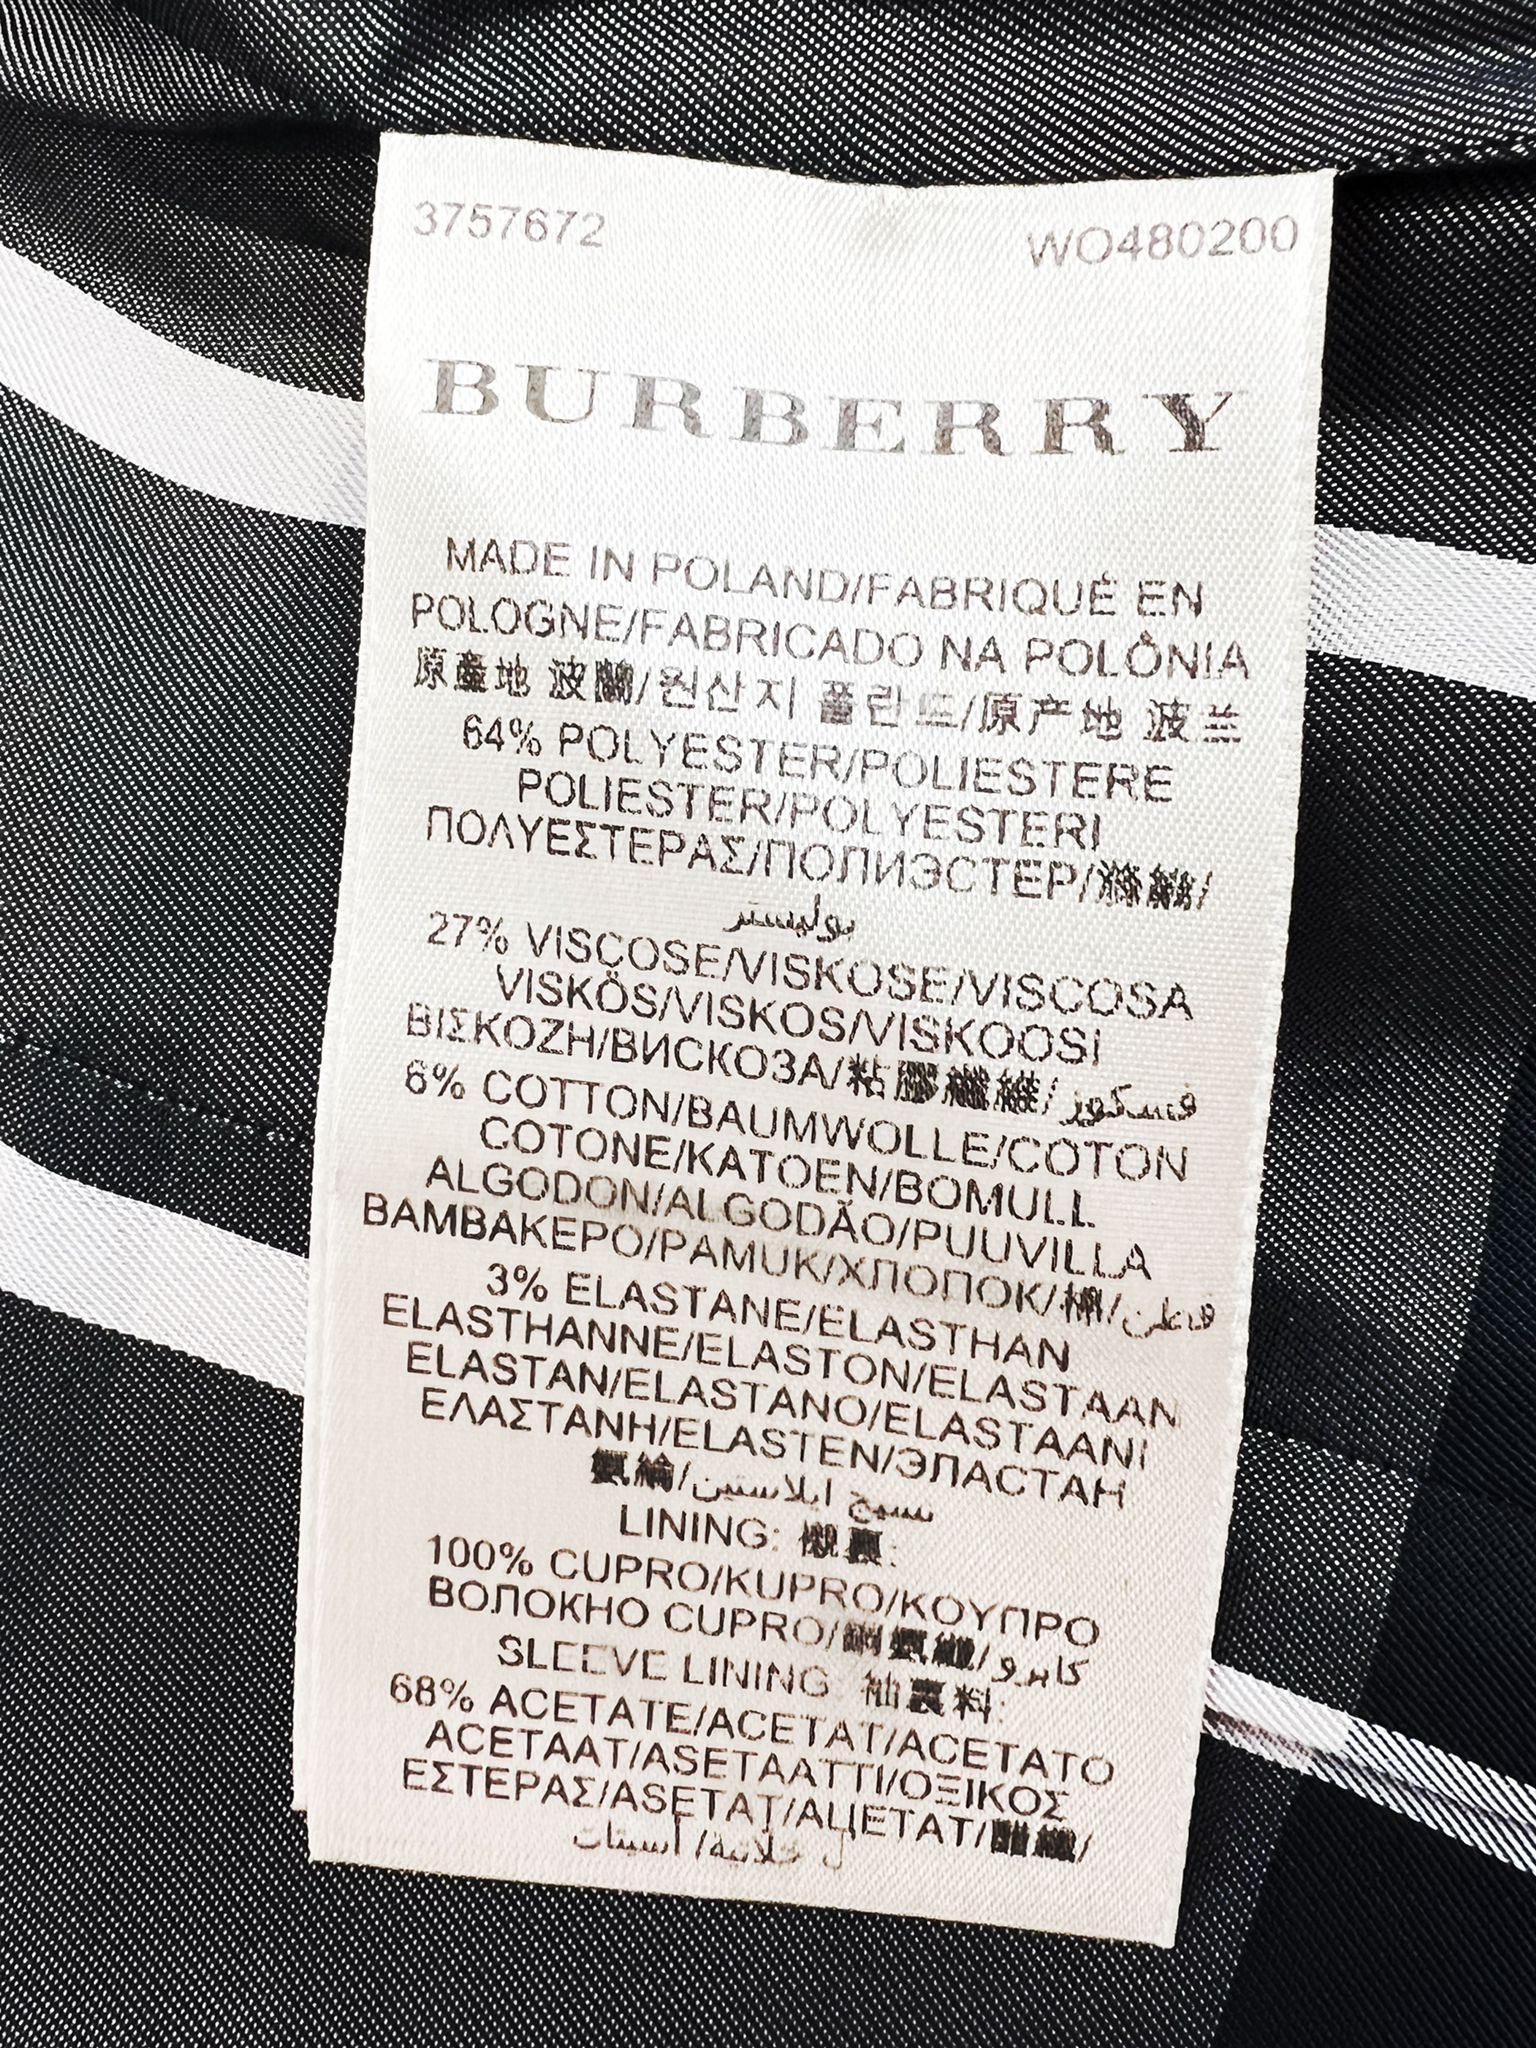 3757672 WO480200
BURBERRY
MADE IN POLAND/FABRIQUÉ EN
POLOGNE/FABRICADO NA POLÔNIA
原產地 波蘭/원산지 폴란드/原产地 波兰
64% POLYESTER/POLIESTERE
POLIESTER/POLYESTERI
ΠΟΛΥΕΣΤΕΡΑΣ/ПОЛИЭСТЕР/滌綸/
بوليستر
27% VISCOSE/VISKOSE/VISCOSA
VISKÖS/VISKOS/VISKOOSI
ΒΙΣΚΟΖΗ/ВИСКОЗА/粘膠纖維/فسكوز
6% COTTON/BAUMWOLLE/COTON
COTONE/KATOEN/BOMULL
ALGODON/ALGODÃO/PUUVILLA
ΒΑΜΒΑΚΕΡΟ/PAMUK/ХЛОПОК/棉/قطن
3% ELASTANE/ELASTHAN
ELASTHANNE/ELASTON/ELASTAAN
ELASTAN/ELASTANO/ELASTAANI
ΕΛΑΣΤΑΝΗ/ELASTEN/ЭЛАСТАН
氨綸/نسيج ايلاستين
LINING: 襯裏:
100% CUPRO/KUPRO/ΚΟΥΠΡΟ
ВОЛОКНО CUPRO/銅氨纖/كابرو
SLEEVE LINING: 袖裏料:
68% ACETATE/ACETAT/ACETATO
ACETAAT/ASETAATTI/ΟΞΙΚΟΣ
ΕΣΤΕΡΑΣ/ASETAT/АЦЕТАТ/醋纖/
أسيتات/